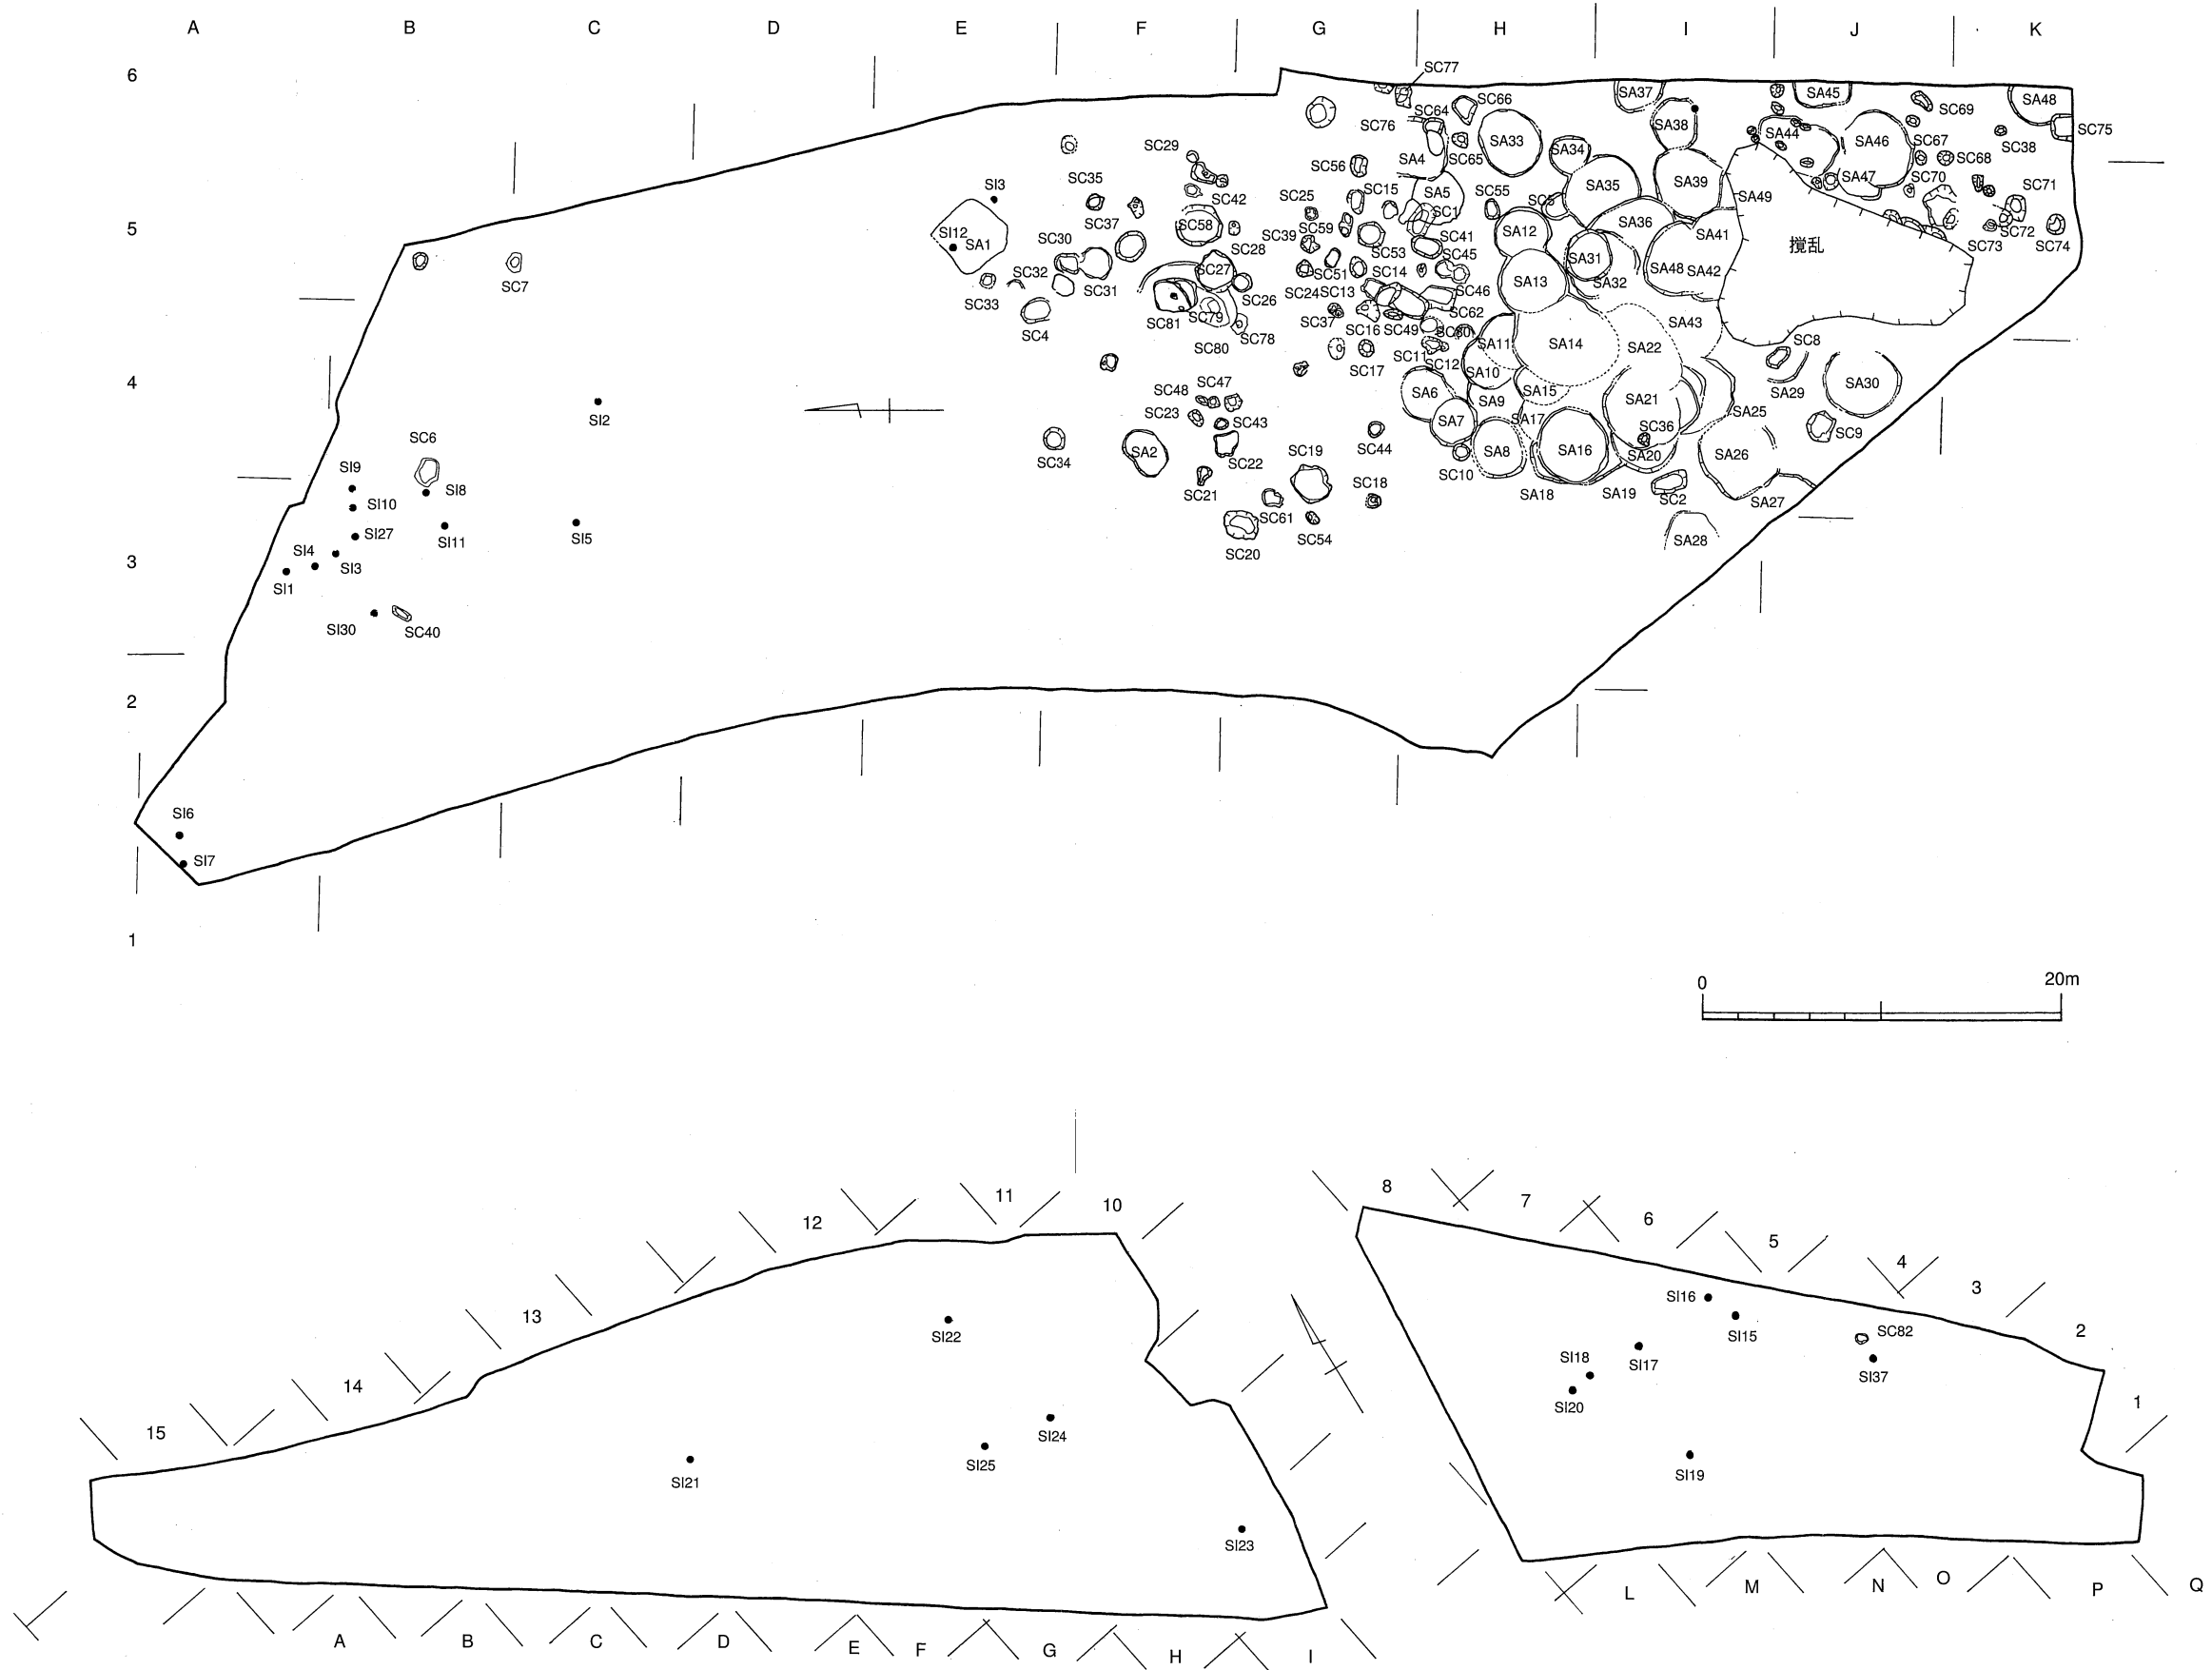 A B C D E F G H I J K
6
SC77
SA37 SA45 SA48
SC66 SC69
SC64
SC76 SA38 SC75
SA33 SA44 SA46 SC67 SC38
SC29 SC65 SA34
SC56 SA4 SC68
SC35 SC42 SC25 SC15 SA5 SC55 SA35 SA39 SA47 SC70 SC71
SI3 SA49
SC37 SC58 SC59 SC1 SC5
5
SI12 SA1 SC30 SC28 SC39 SC53 SC41 SA12 SA36 SA41 搅乱 SC73 SC72 SC74
SC7 SC33 SC32 SC31 SC27 SC51 SC14 SC45 SA31 SA48 SA42
SC26 SC24 SC13 SC46 SA13 SA32
SC4 SC81 SC79 SC78 SC37 SC16 SC49 SC62 SC80 SA43
SC80 SC17 SC11 SC12 SA11 SA14 SA22 SC8
4
SC48 SC47 SA10 SA15 SA30
SI2 SC23 SC43 SA6 SA9 SA21 SA29
SC6 SC34 SA2 SC22 SC19 SC44 SA7 SA17 SC36 SA25 SC9
SI9 SC10 SA8 SA16 SA20 SA26
SI10 SI8 SC21 SC18 SA18 SA19 SC2 SA27
SI27 SI11 SI5 SC61 SC54 SA28
SI4 SI3 SC20
3
SI1
SI30 SC40
2
SI6
SI7
1
0 20m
8 7 6 5 4 3 2 1
15 14 13 12 11 10
SI22 SI16 SI15 SC82
SI18 SI17 SI37
SI20
SI24 SI25
SI21 SI19
SI23
A B C D E F G H I L M N O P Q